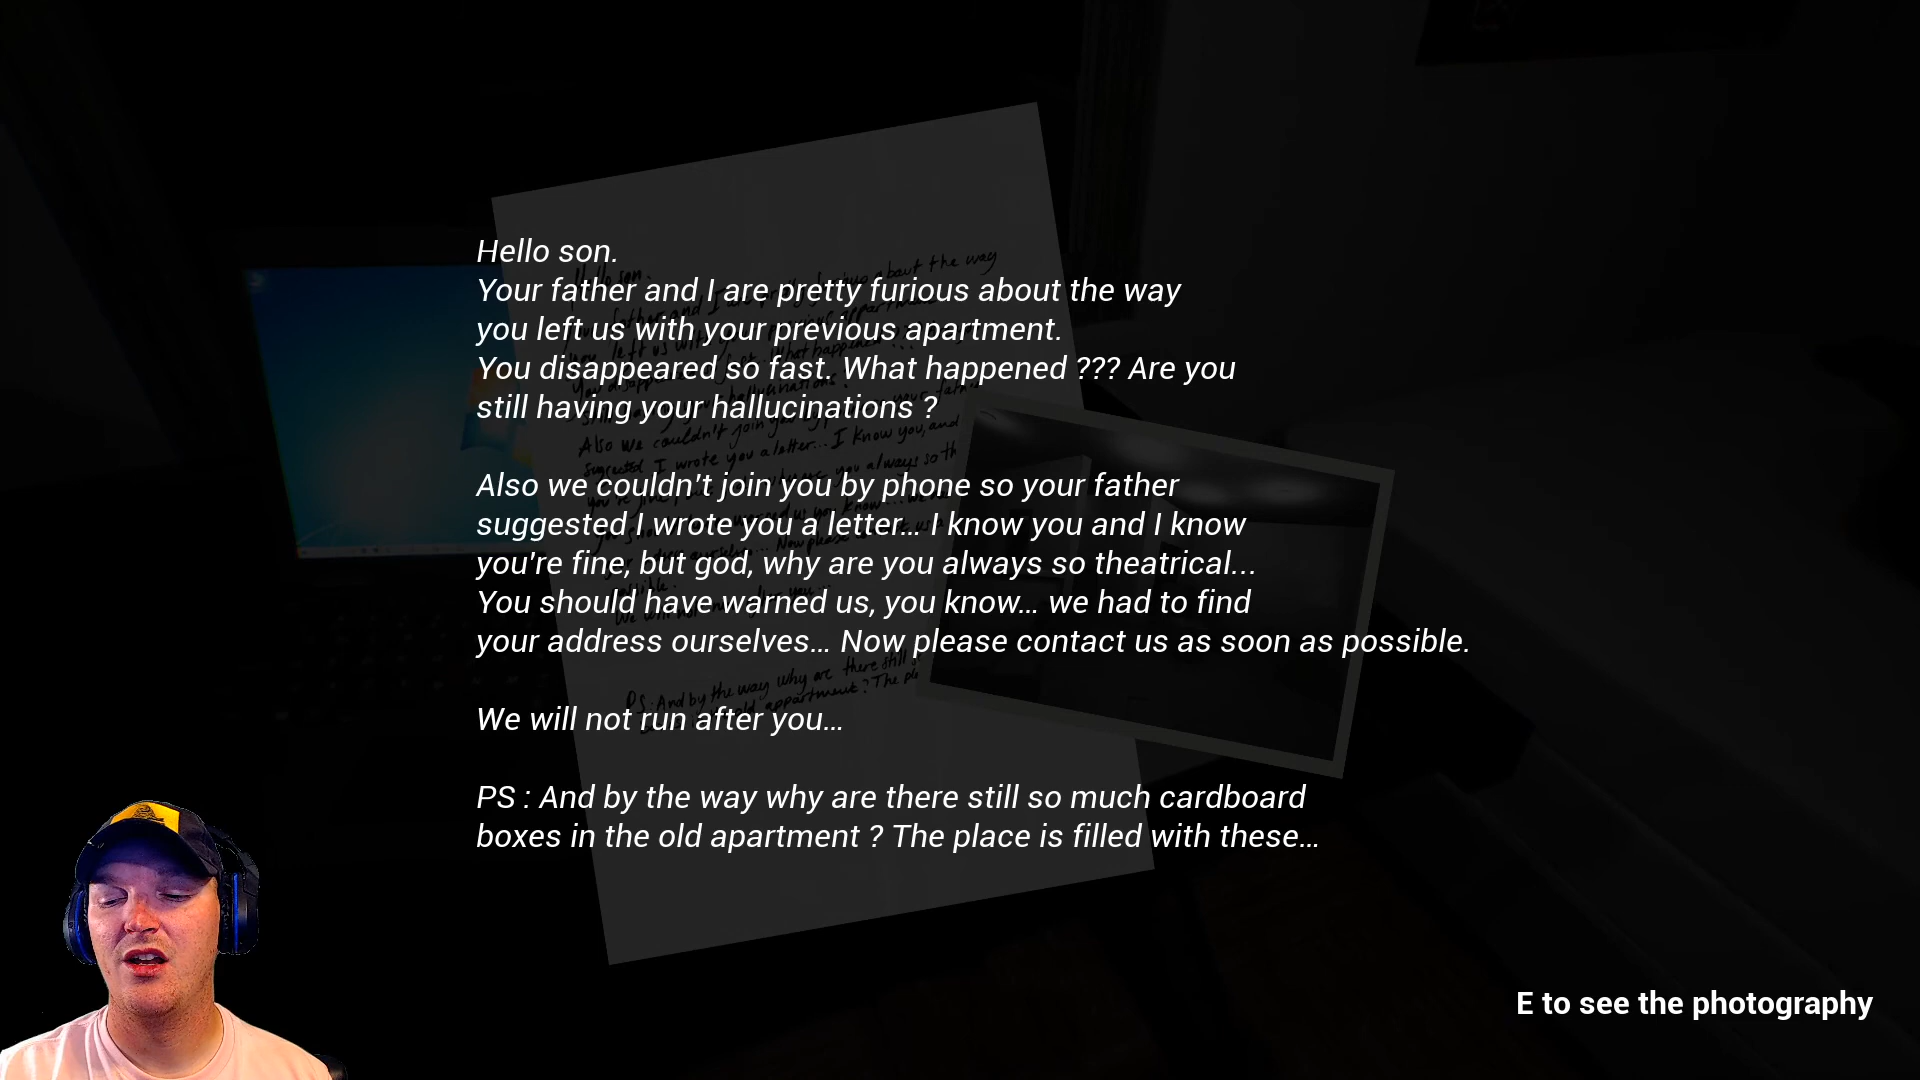 Hello son.
Your father and I are pretty furious about the way
you left us with your previous apartment.
You disappeared so fast. What happened ??? Are you
still having your hallucinations ?
Also we couldn't join you by phone so your father
suggested I wrote you a letter... I know you and I know
you're fine, but god, why are you always so theatrical...
You should have warned us, you know... we had to find
your address ourselves... Now please contact us as soon as possible.
We will not run after you...
PS : And by the way why are there still so much cardboard
boxes in the old apartment ? The place is filled with these...
E to see the photography